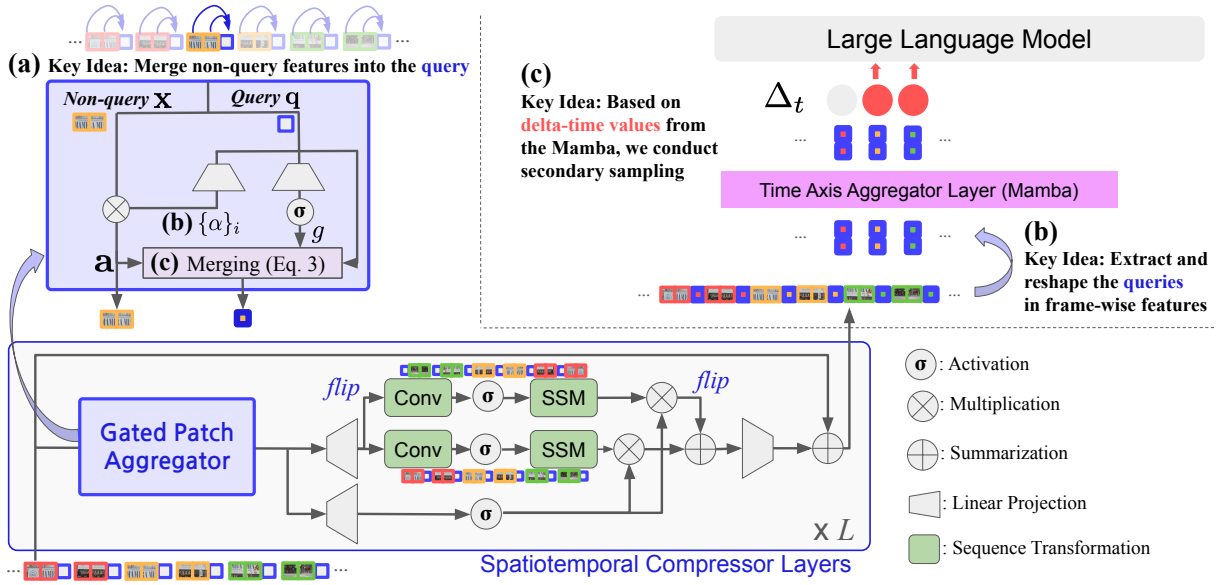 (a) Key Idea: Merge non-query features into the query
Non-query x
Query q
(b) {α}ᵢ
σ
g
a
(c) Merging (Eq. 3)
(c)
Key Idea: Based on
delta-time values from
the Mamba, we conduct
secondary sampling
Large Language Model
Δₜ
...
...
Time Axis Aggregator Layer (Mamba)
...
...
(b)
Key Idea: Extract and
reshape the queries
in frame-wise features
...
...
Gated Patch
Aggregator
flip
Conv
σ
SSM
flip
Conv
σ
SSM
σ
x L
Spatiotemporal Compressor Layers
σ : Activation
: Multiplication
: Summarization
: Linear Projection
: Sequence Transformation
...
...